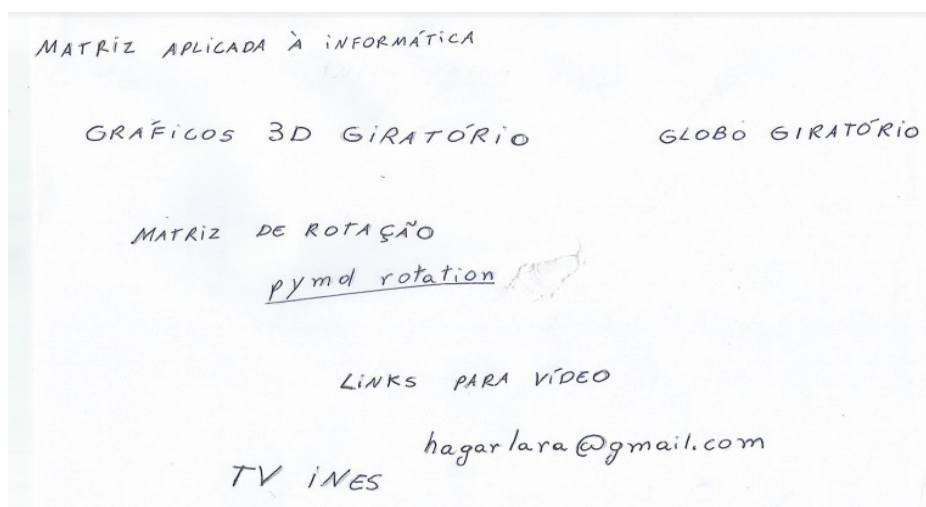 MATRIZ APLICADA À INFORMÁTICA
GRÁFICOS 3D GIRATÓRIO GLOBO GIRATÓRIO
MATRIZ DE ROTAÇÃO
pymol rotation
LINKS PARA VÍDEO
hagarlara@gmail.com
TV INES